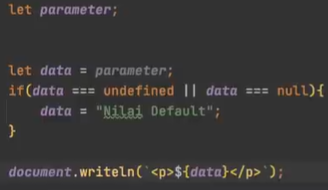 let parameter;
let data = parameter;
if(data === undefined || data === null){
data = "Nilai Default";
}
document.writeln(`<p>${data}</p>`);